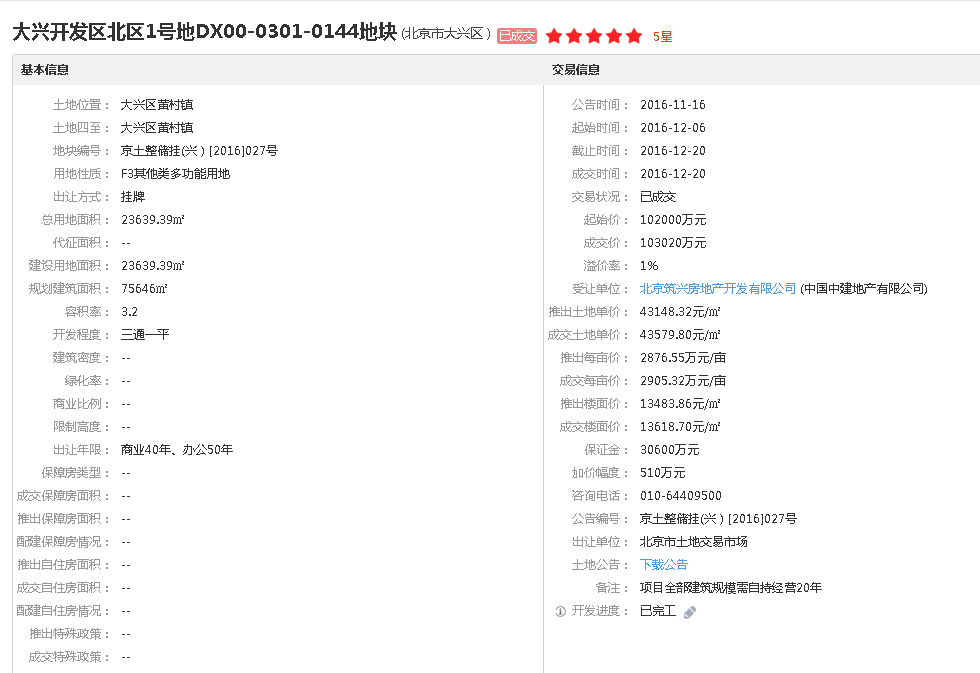 大兴开发区北区1号地DX00-0301-0144地块 (北京市大兴区) 已成交 5星
基本信息
土地位置： 大兴区黄村镇
土地四至： 大兴区黄村镇
地块编号： 京土整储挂(兴) [2016]027号
用地性质： F3其他类多功能用地
出让方式： 挂牌
总用地面积： 23639.39㎡
代征面积： --
建设用地面积： 23639.39㎡
规划建筑面积： 75646㎡
容积率： 3.2
开发程度： 三通一平
建筑密度： --
绿化率： --
商业比例： --
限制高度： --
出让年限： 商业40年、办公50年
保障房类型： --
成交保障房面积： --
推出保障房面积： --
配建保障房情况： --
推出自住房面积： --
成交自住房面积： --
配建自住房情况： --
推出特殊政策： --
成交特殊政策： --
交易信息
公告时间： 2016-11-16
起始时间： 2016-12-06
截止时间： 2016-12-20
成交时间： 2016-12-20
交易状况： 已成交
起始价： 102000万元
成交价： 103020万元
溢价率： 1%
受让单位： 北京筑兴房地产开发有限公司 (中国中建地产有限公司)
推出土地单价： 43148.32元/㎡
成交土地单价： 43579.80元/㎡
推出每亩价： 2876.55万元/亩
成交每亩价： 2905.32万元/亩
推出楼面价： 13483.86元/㎡
成交楼面价： 13618.70元/㎡
保证金： 30600万元
加价幅度： 510万元
咨询电话： 010-64409500
公告编号： 京土整储挂(兴) [2016]027号
出让单位： 北京市土地交易市场
土地公告： 下载公告
备注： 项目全部建筑规模需自持经营20年
开发进度： 已完工